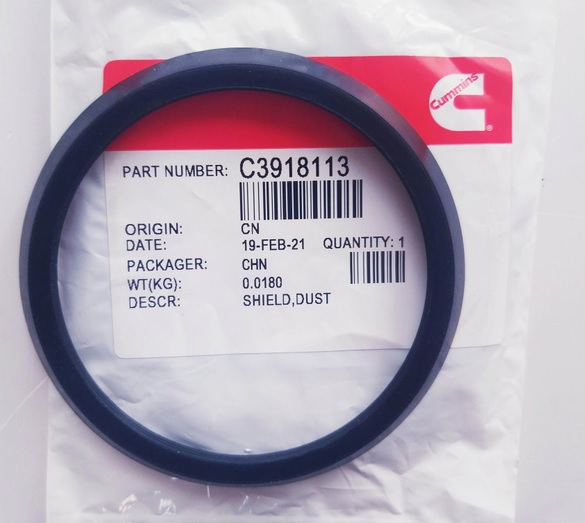 Cummins
PART NUMBER: C3918113
ORIGIN: CN
DATE: 19-FEB-21 QUANTITY: 1
PACKAGER: CHN
WT(KG): 0.0180
DESCR: SHIELD,DUST